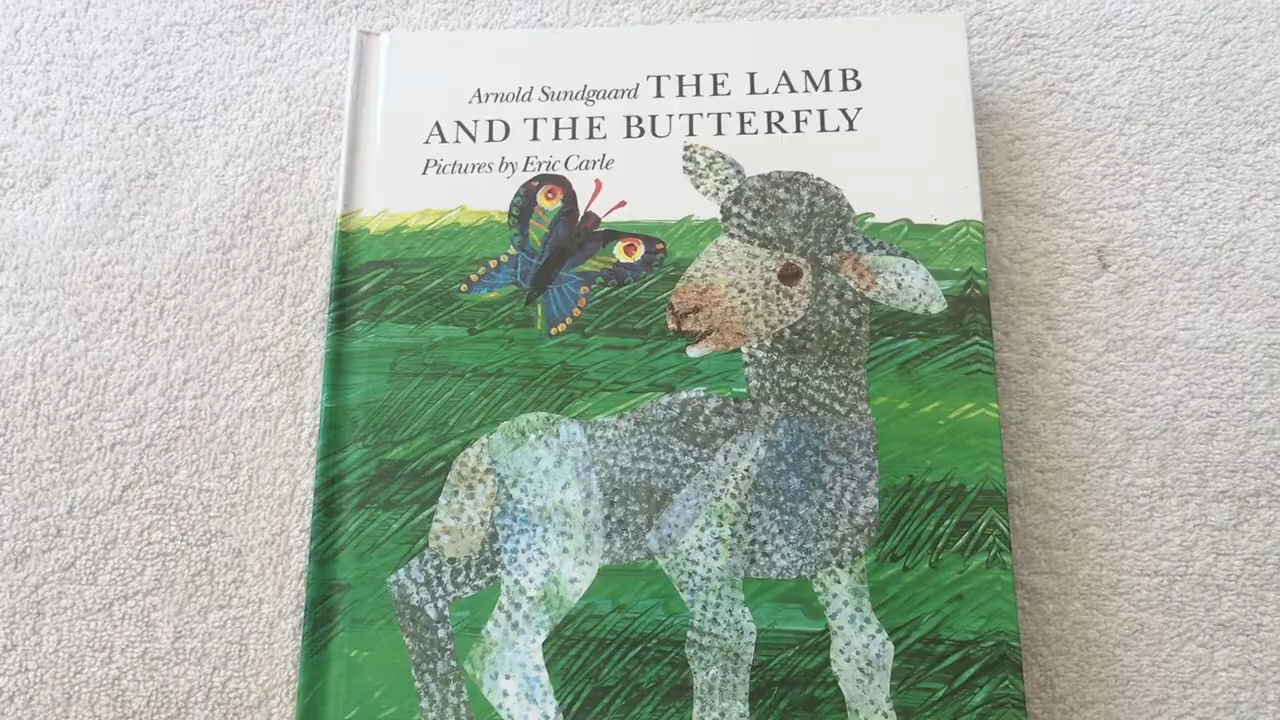 Arnold Sundgaard THE LAMB
AND THE BUTTERFLY
Pictures by Eric Carle